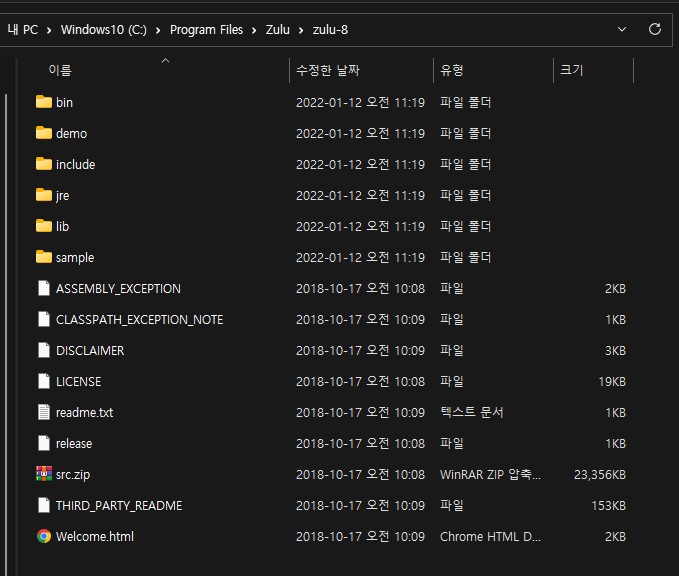 내 PC > Windows10 (C:) > Program Files > Zulu > zulu-8
이름 수정한 날짜 유형 크기
bin 2022-01-12 오전 11:19 파일 폴더
demo 2022-01-12 오전 11:19 파일 폴더
include 2022-01-12 오전 11:19 파일 폴더
jre 2022-01-12 오전 11:19 파일 폴더
lib 2022-01-12 오전 11:19 파일 폴더
sample 2022-01-12 오전 11:19 파일 폴더
ASSEMBLY_EXCEPTION 2018-10-17 오전 10:08 파일 2KB
CLASSPATH_EXCEPTION_NOTE 2018-10-17 오전 10:09 파일 1KB
DISCLAIMER 2018-10-17 오전 10:09 파일 3KB
LICENSE 2018-10-17 오전 10:08 파일 19KB
readme.txt 2018-10-17 오전 10:09 텍스트 문서 1KB
release 2018-10-17 오전 10:08 파일 1KB
src.zip 2018-10-17 오전 10:08 WinRAR ZIP 압축... 23,356KB
THIRD_PARTY_README 2018-10-17 오전 10:09 파일 153KB
Welcome.html 2018-10-17 오전 10:09 Chrome HTML D... 2KB